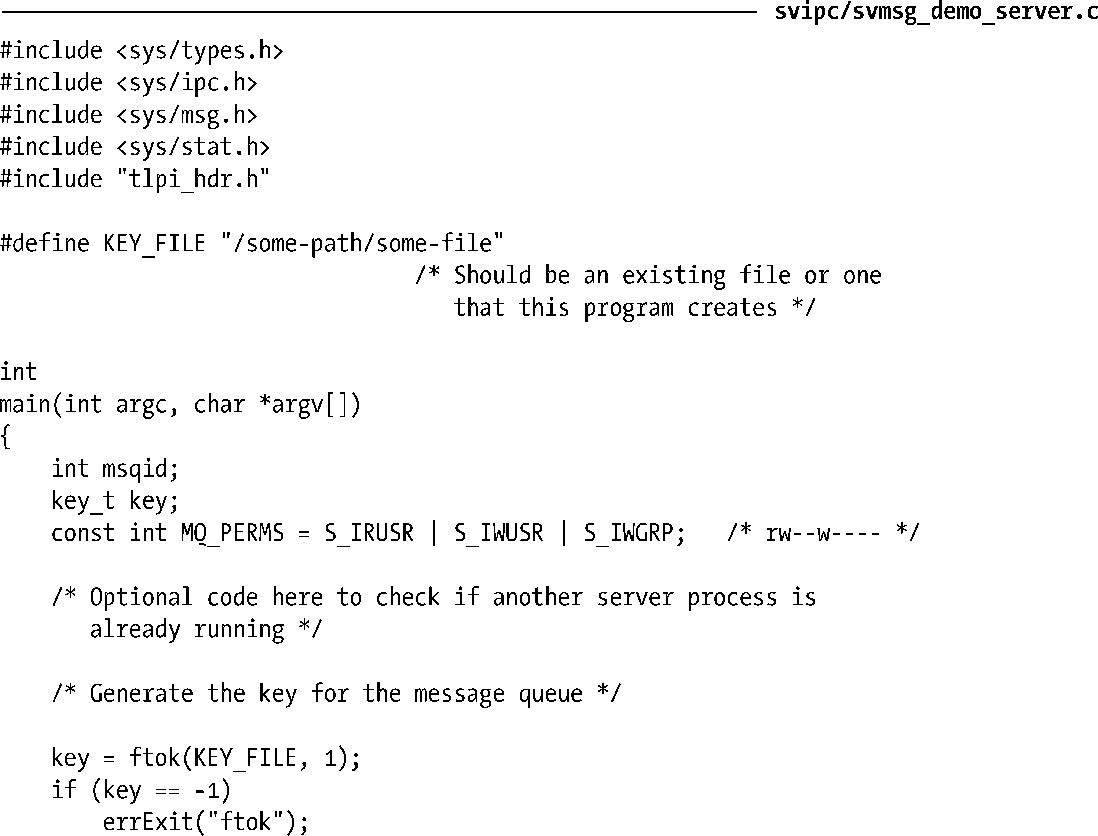 svipc/svmsg_demo_server.c
#include <sys/types.h>
#include <sys/ipc.h>
#include <sys/msg.h>
#include <sys/stat.h>
#include "tlpi_hdr.h"

#define KEY_FILE "/some-path/some-file"
                                /* Should be an existing file or one
                                   that this program creates */

int
main(int argc, char *argv[])
{
    int msqid;
    key_t key;
    const int MQ_PERMS = S_IRUSR | S_IWUSR | S_IWGRP;   /* rw--w---- */

    /* Optional code here to check if another server process is
       already running */

    /* Generate the key for the message queue */

    key = ftok(KEY_FILE, 1);
    if (key == -1)
        errExit("ftok");